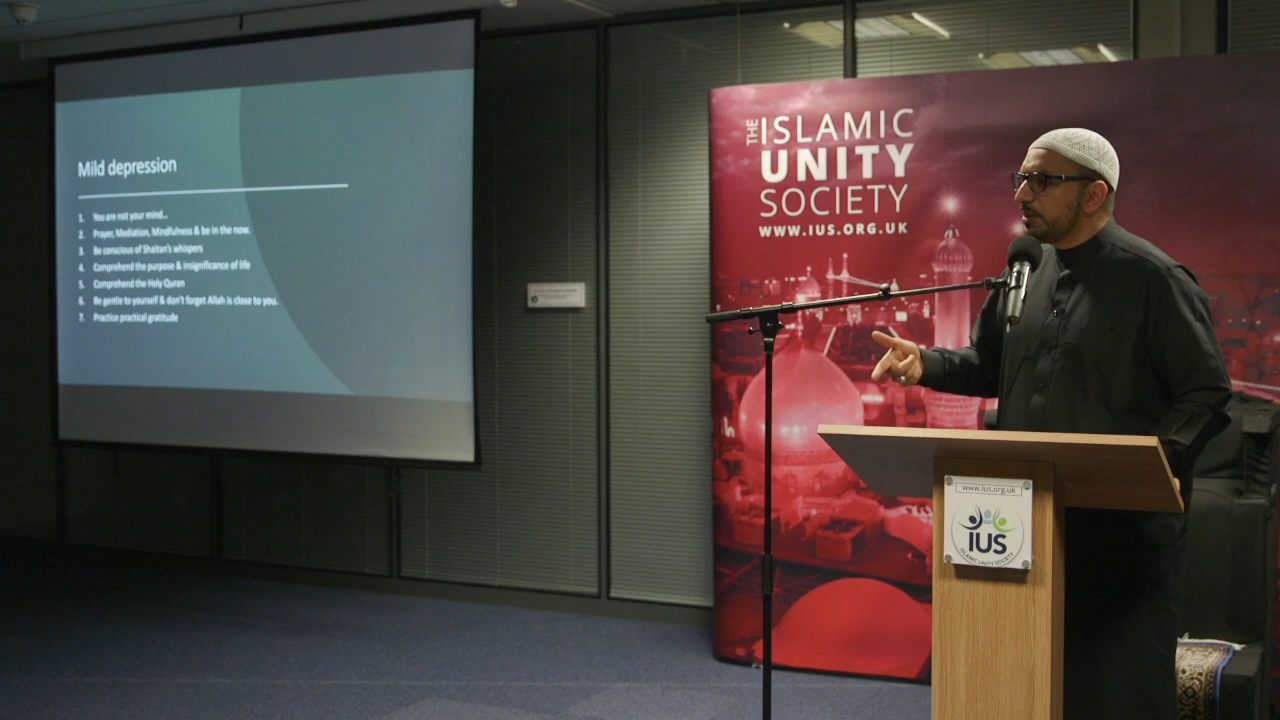 Mild depression
1. You are not your mind...
2. Prayer, Mediation, Mindfulness & be in the now.
3. Be conscious of Shaitan's whispers
4. Comprehend the purpose & insignificance of life
5. Comprehend the Holy Quran
6. Be gentle to yourself & don't forget Allah is close to you.
7. Practice practical gratitude
THE ISLAMIC
UNITY
SOCIETY
WWW.IUS.ORG.UK
www.ius.org.uk
IUS
ISLAMIC UNITY SOCIETY